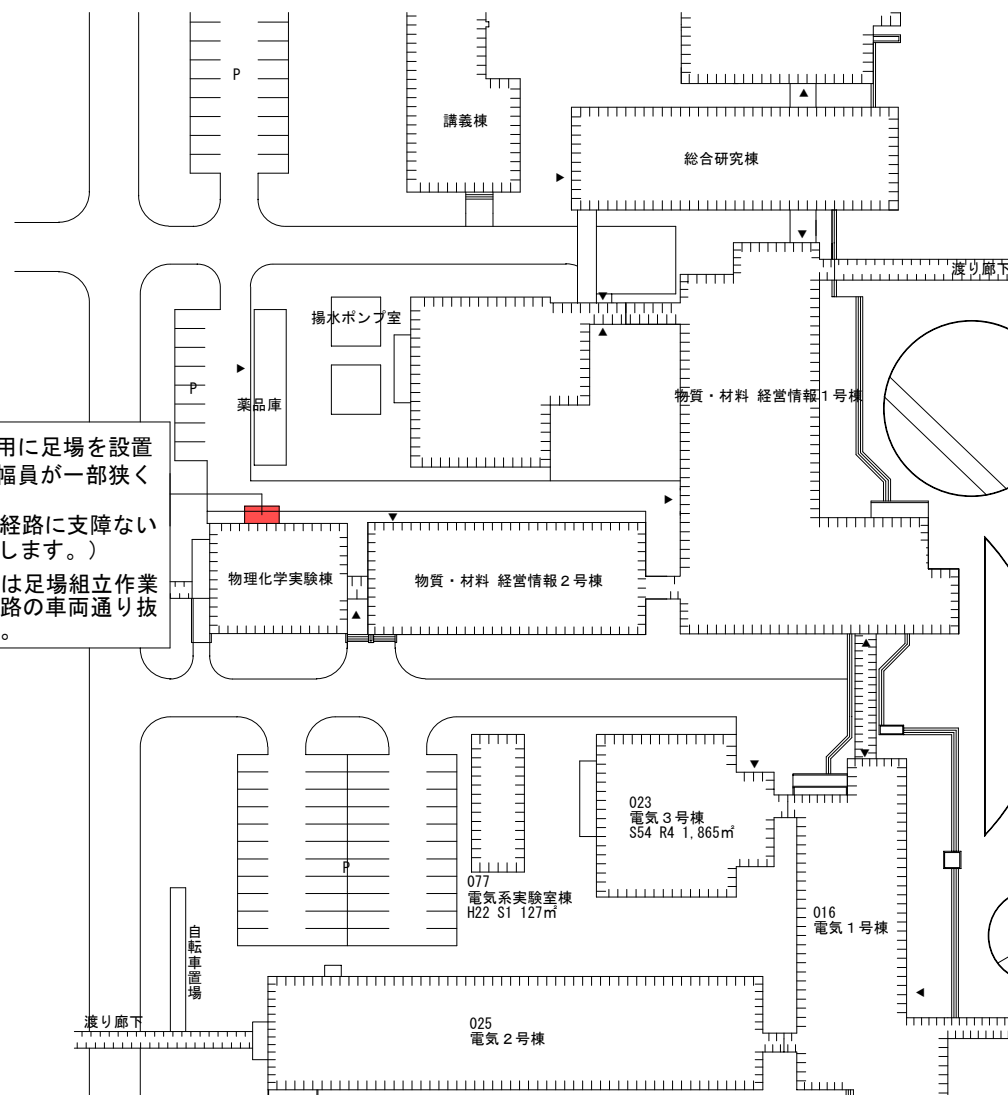 P
講義棟
総合研究棟
渡り廊下
揚水ポンプ室
P
薬品庫
物質・材料 経営情報1号棟
用に足場を設置
幅員が一部狭く
経路に支障ない
します。）
は足場組立作業
路の車両通り抜
。
物理化学実験棟
物質・材料 経営情報２号棟
023
電気３号棟
S54 R4 1,865㎡
P
077
電気系実験室棟
H22 S1 127㎡
016
電気１号棟
自転車置場
渡り廊下
025
電気２号棟